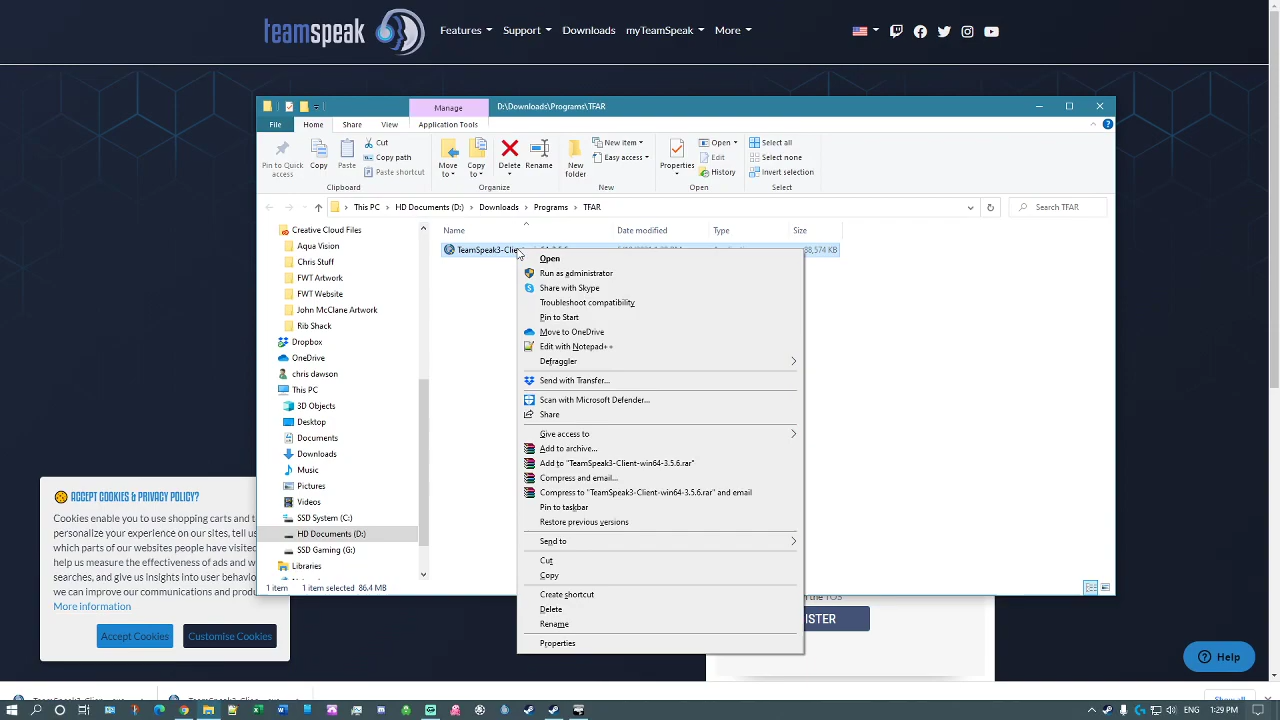 teamspeak
Features
Support
Downloads
myTeamSpeak
More
Manage
D:\Downloads\Programs\TFAR
File
Home
Share
View
Application Tools
Pin to Quick access
Copy
Paste
Cut
Copy path
Paste shortcut
Clipboard
Move to
Copy to
Delete
Rename
Organize
New folder
New item
Easy access
New
Properties
Open
Edit
History
Open
Select all
Select none
Invert selection
Select
This PC
HD Documents (D:)
Downloads
Programs
TFAR
Search TFAR
Name
Date modified
Type
Size
Creative Cloud Files
Aqua Vision
Chris Stuff
FWT Artwork
FWT Website
John McClane Artwork
Rib Shack
Dropbox
OneDrive
chris dawson
This PC
3D Objects
Desktop
Documents
Downloads
Music
Pictures
Videos
SSD System (C:)
HD Documents (D:)
SSD Gaming (G:)
Libraries
1 item
1 item selected 86.4 MB
Open
Run as administrator
Share with Skype
Troubleshoot compatibility
Pin to Start
Move to OneDrive
Edit with Notepad++
Defraggler
Send with Transfer...
Scan with Microsoft Defender...
Share
Give access to
Add to archive...
Add to "TeamSpeak3-Client-win64-3.5.6.rar"
Compress and email...
Compress to "TeamSpeak3-Client-win64-3.5.6.rar" and email
Pin to taskbar
Restore previous versions
Send to
Cut
Copy
Create shortcut
Delete
Rename
Properties
ACCEPT COOKIES & PRIVACY POLICY?
Cookies enable you to use shopping carts and
personalize your experience on our sites, tell us
which parts of our websites people have visited
us measure the effectiveness of ads and
searches, and give us insights into user
we can improve our communications and
More information
Accept Cookies
Customise Cookies
the TOS
Help
ENG
1:29 PM